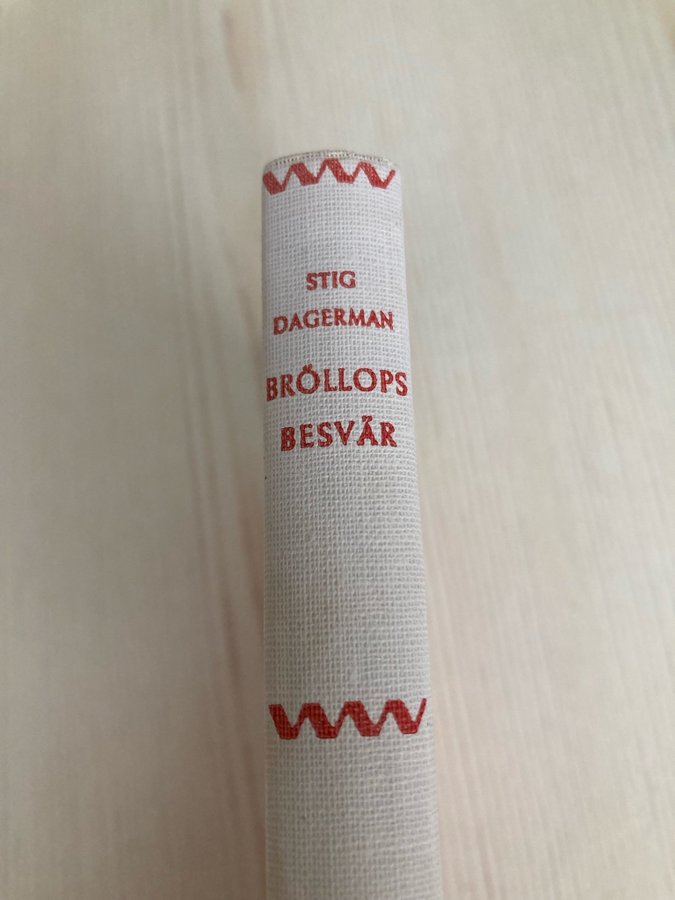 STIG
DAGERMAN
BRÖLLOPS
BESVÄR